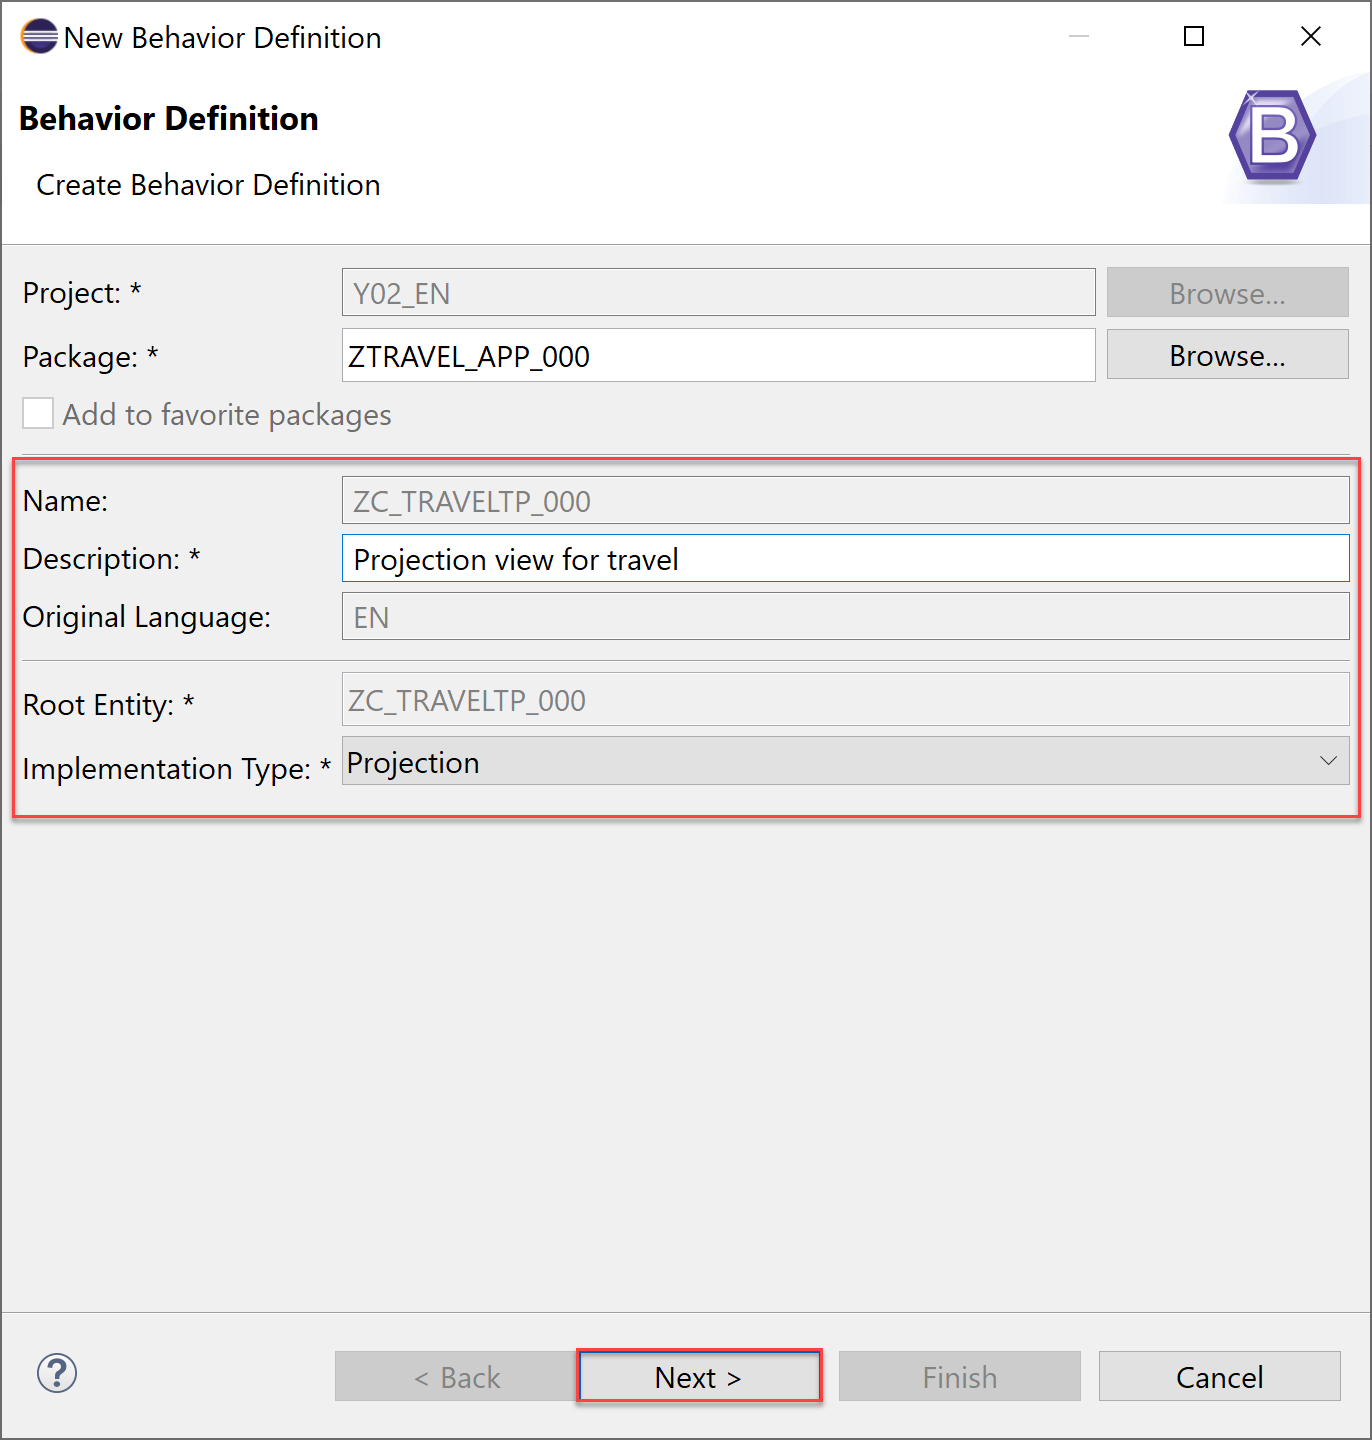 New Behavior Definition
Behavior Definition
B
Create Behavior Definition
Project: * Y02_EN Browse...
Package: * ZTRAVEL_APP_000 Browse...
Add to favorite packages
Name: ZC_TRAVELTP_000
Description: * Projection view for travel
Original Language: EN
Root Entity: * ZC_TRAVELTP_000
Implementation Type: * Projection
? < Back Next > Finish Cancel